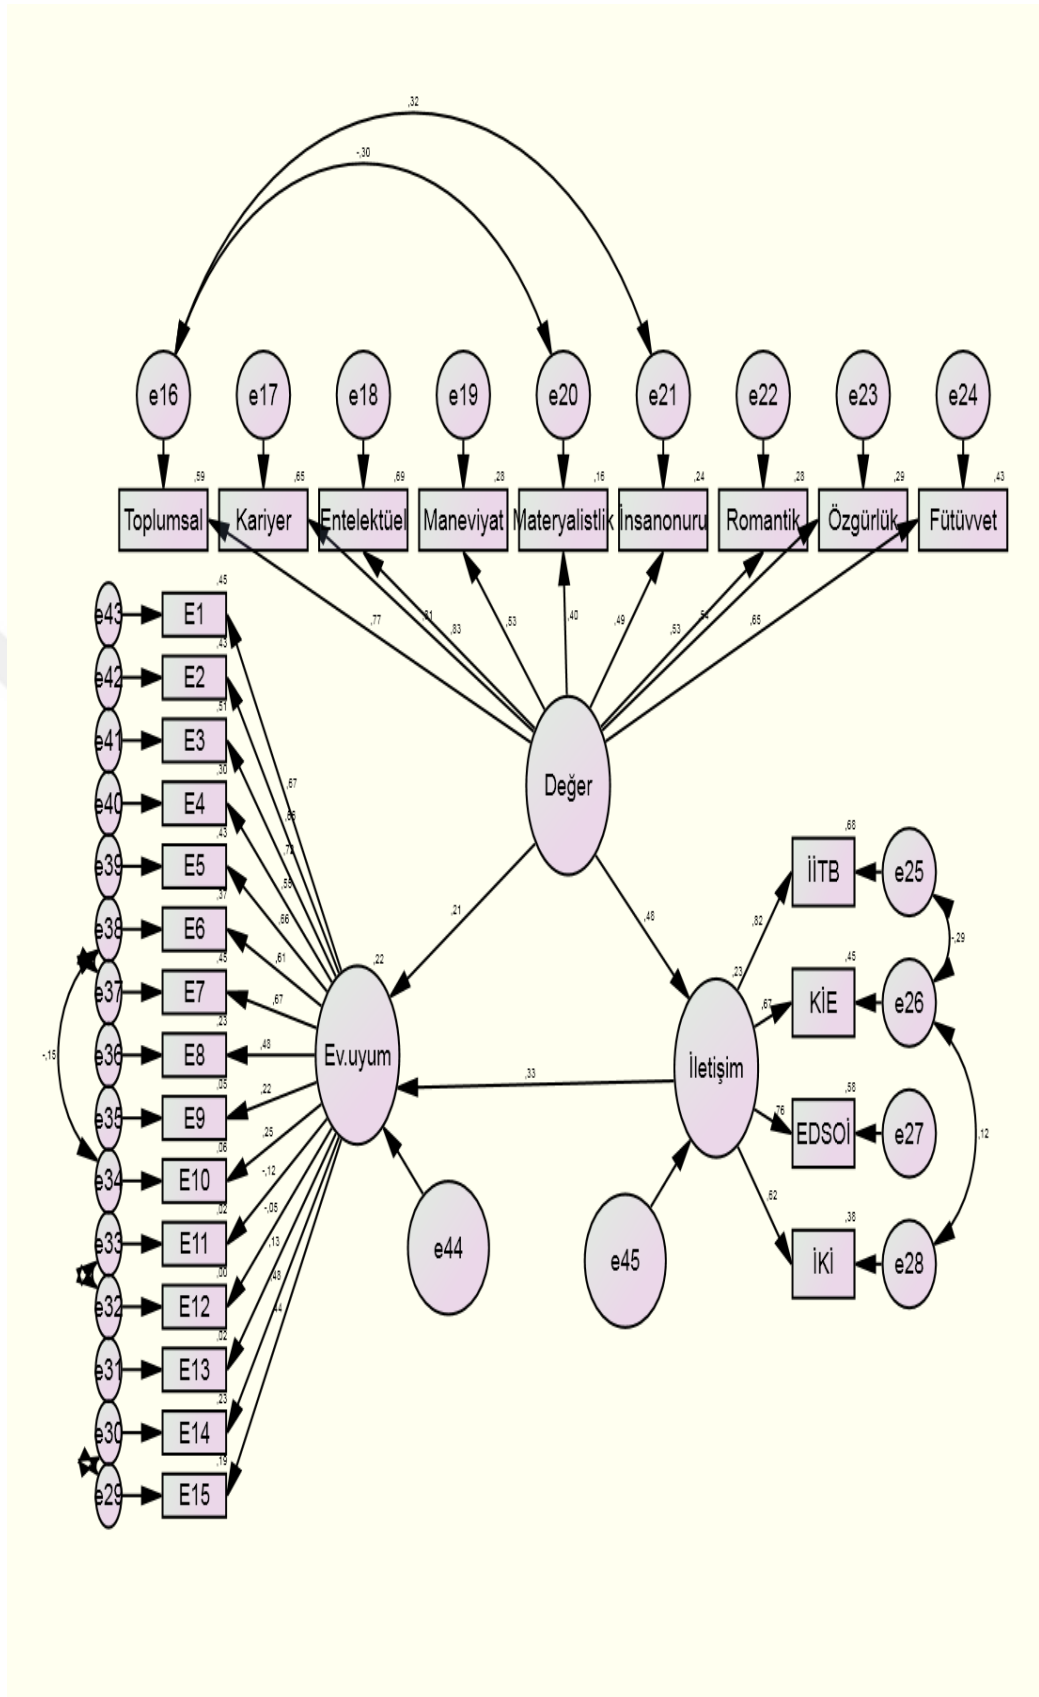 ,32
-,30
e16 e17 e18 e19 e20 e21 e22 e23 e24
,59 ,65 ,69 ,28 ,16 ,24 ,28 ,29 ,43
Toplumsal Kariyer Entelektüel Maneviyat Materyalistlik İnsanonuru Romantik Özgürlük Fütüvvet
,77 ,81 ,83 ,53 ,40 ,49 ,53 ,54 ,65
Değer
,21 ,48
,45
e43 E1 ,67
,43
e42 E2 ,66
,51
e41 E3 ,72
,30
e40 E4 ,55
,43
e39 E5 ,66
,37
e38 E6 ,61
,45
e37 E7 ,67
,23
e36 E8 ,48
,05
e35 E9 ,22
,06
e34 E10 ,25
,02
e33 E11 -,12
,00
e32 E12 -,05
,02
e31 E13 ,13
,23
e30 E14 ,48
,19
e29 E15 ,44
-,15
,22
Ev.uyum
,33
,23
İletişim
e44
e45
,68
,82 İİTB e25
-,29
,45
,67 KİE e26
,58
,76 EDSOİ e27
,12
,38
,62 İKİ e28